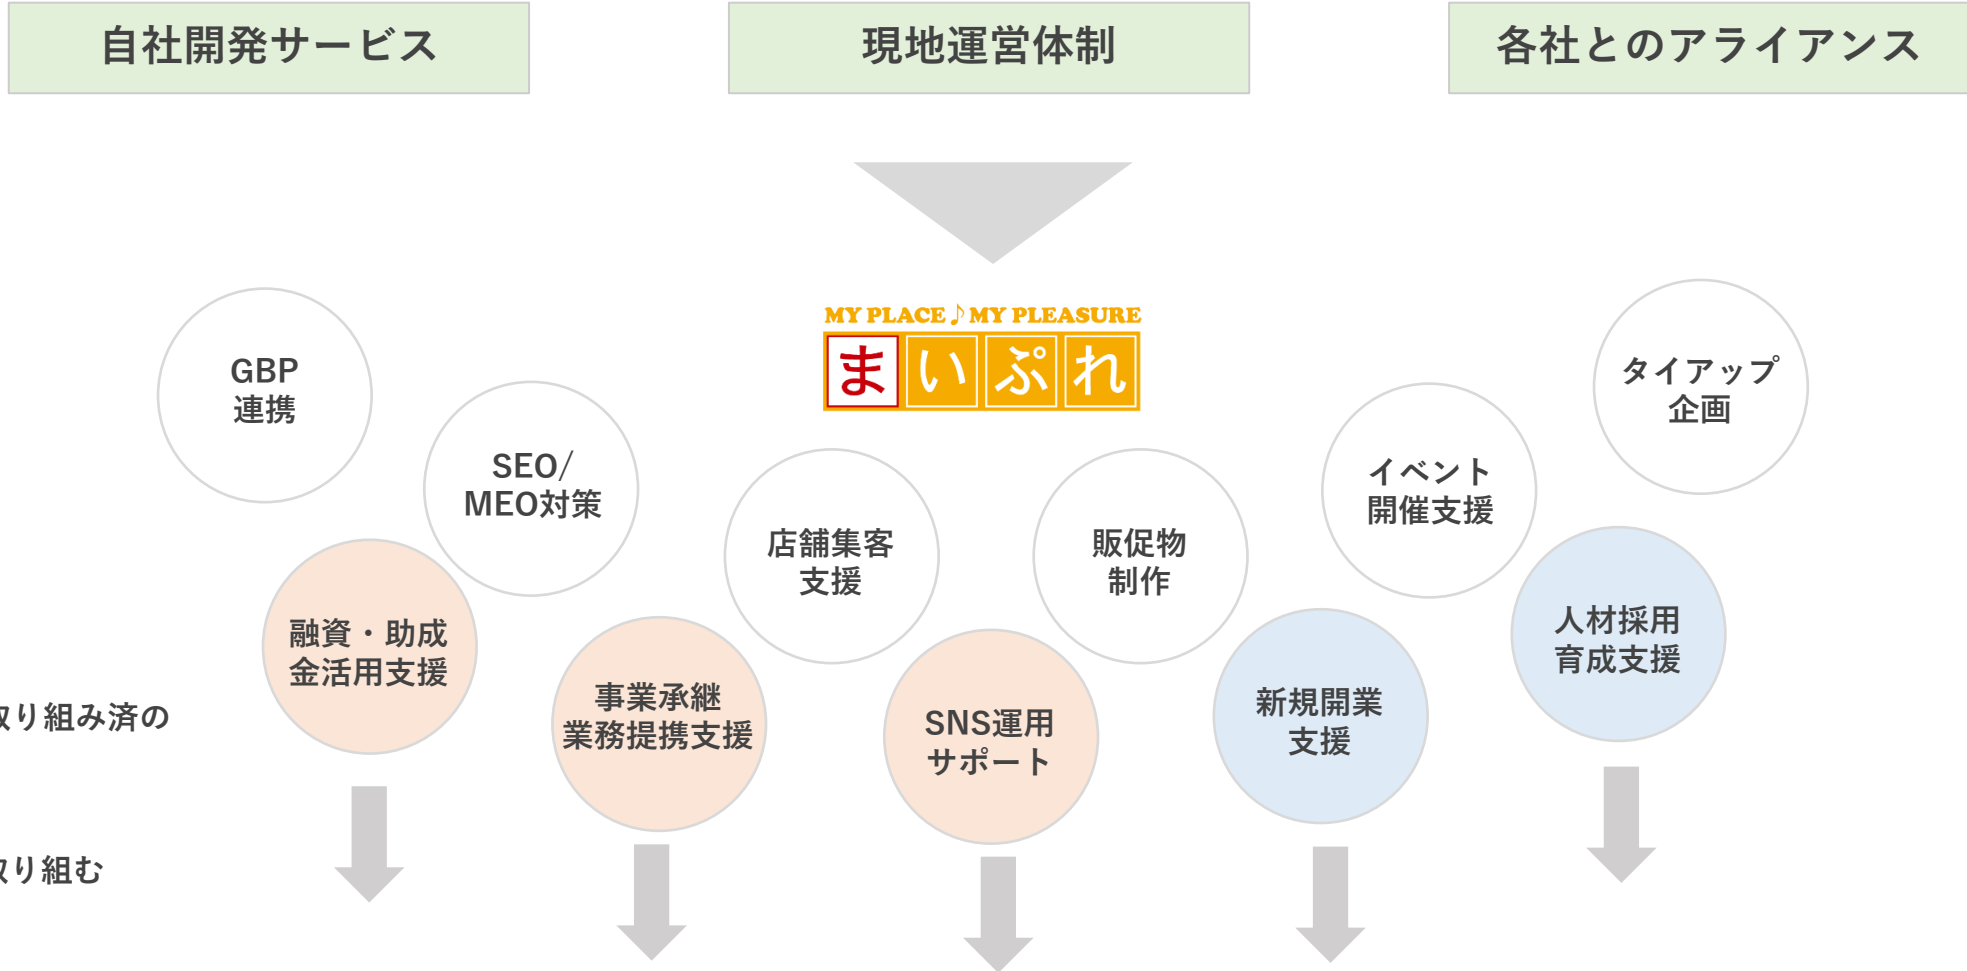 自社開発サービス
現地運営体制
各社とのアライアンス
MY PLACE♪MY PLEASURE
まいぷれ
GBP
連携
SEO/
MEO対策
店舗集客
支援
販促物
制作
イベント
開催支援
タイアップ
企画
融資・助成
金活用支援
事業承継
業務提携支援
SNS運用
サポート
新規開業
支援
人材採用
育成支援
取り組み済の
取り組む